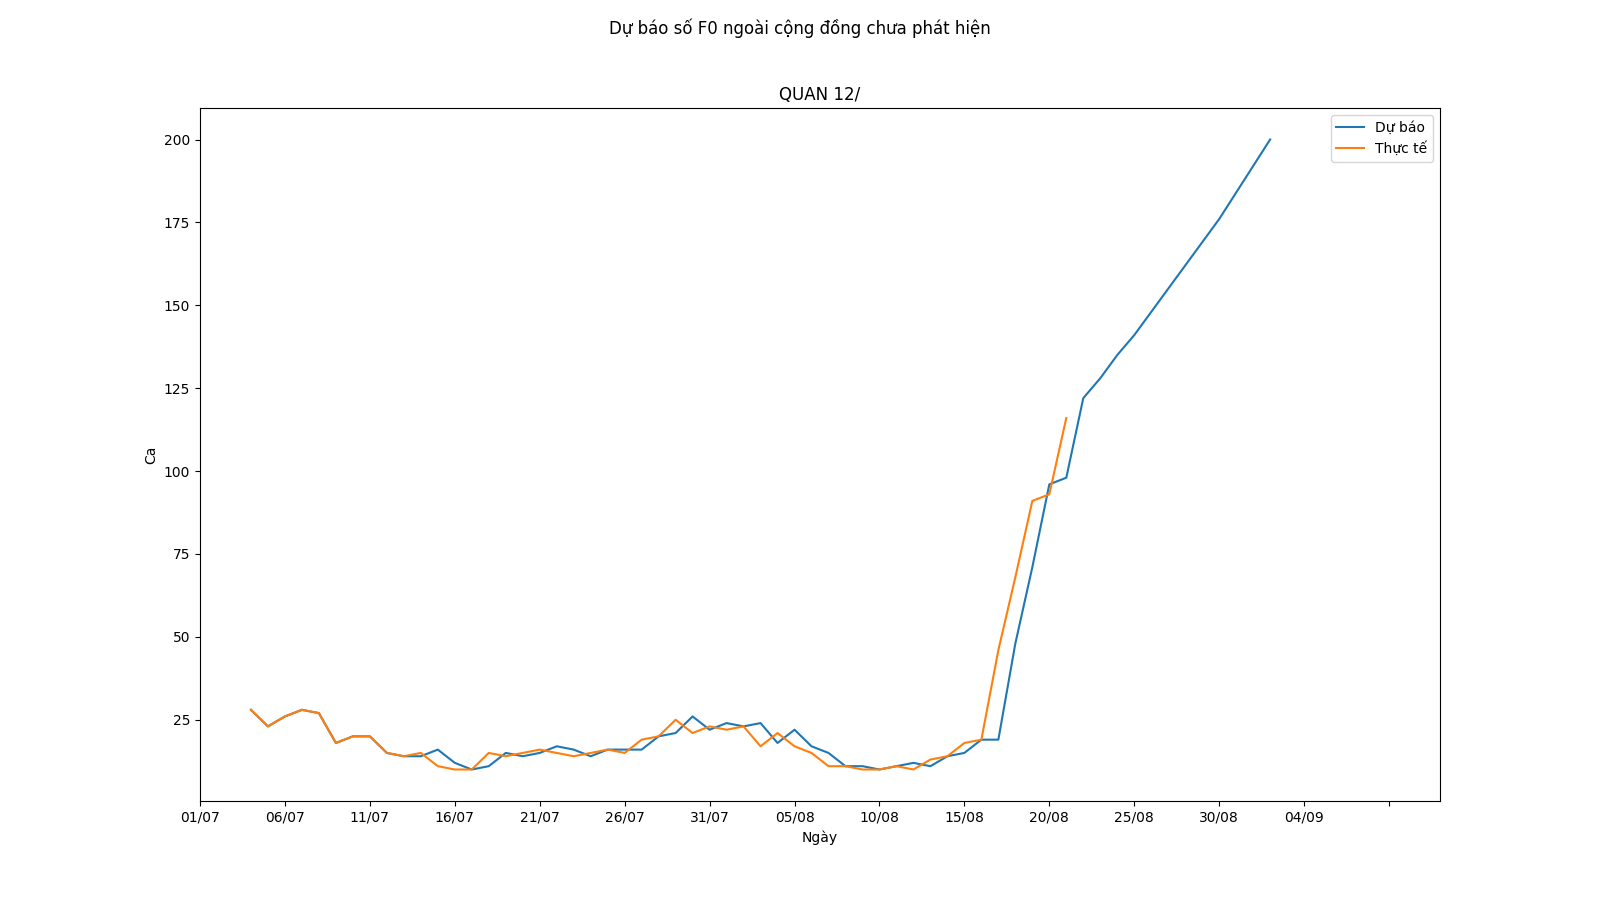 Dự báo số F0 ngoài cộng đồng chưa phát hiện
QUAN 12/
Dự báo
Thực tế
200
175
150
125
100
75
50
25
Ca
01/07 06/07 11/07 16/07 21/07 26/07 31/07 05/08 10/08 15/08 20/08 25/08 30/08 04/09
Ngày